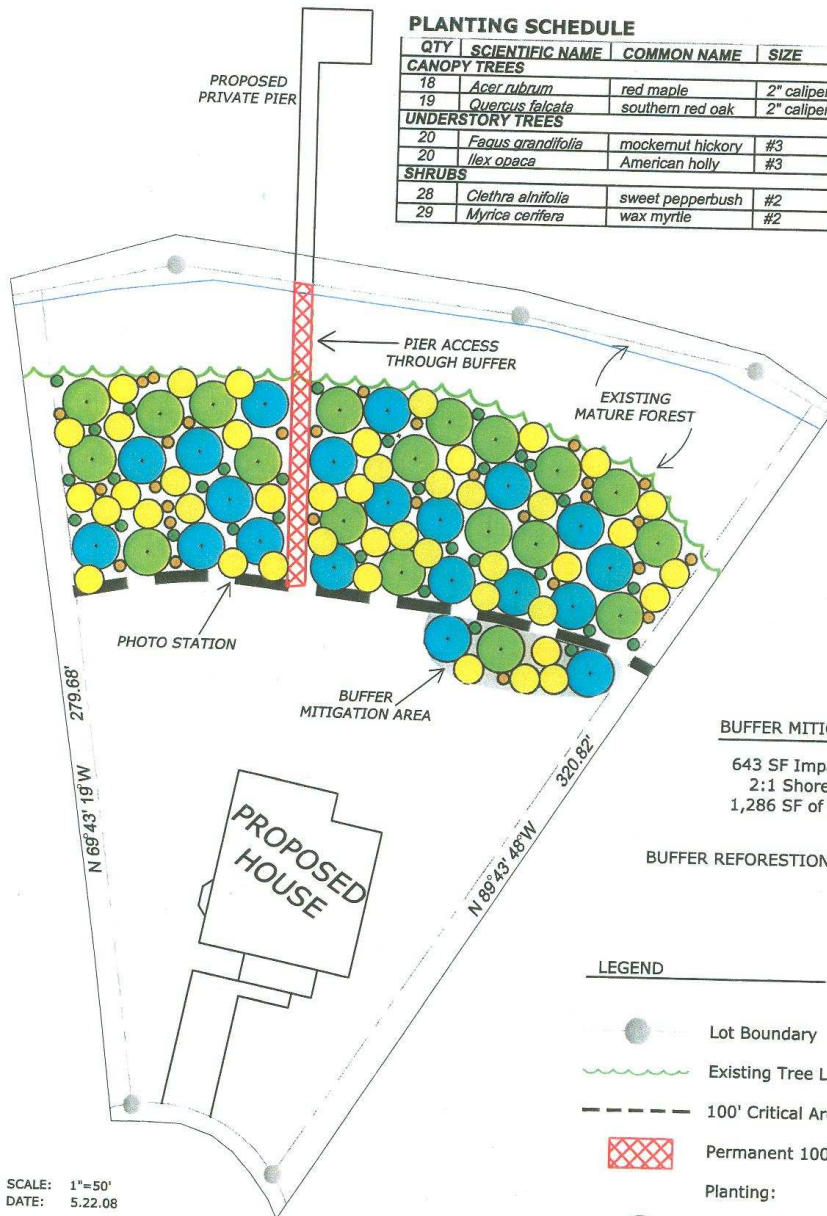 PLANTING SCHEDULE
QTY SCIENTIFIC NAME COMMON NAME SIZE
CANOPY TREES
18 Acer rubrum red maple 2" caliper
19 Quercus falcata southern red oak 2" caliper
UNDERSTORY TREES
20 Fagus grandifolia mockernut hickory #3
20 Ilex opaca American holly #3
SHRUBS
28 Clethra alnifolia sweet pepperbush #2
29 Myrica cerifera wax myrtle #2
PROPOSED
PRIVATE PIER
PIER ACCESS
THROUGH BUFFER
EXISTING
MATURE FOREST
PHOTO STATION
BUFFER
MITIGATION AREA
279.68'
N 69°43' 19"W
320.82'
N 89°43' 48"W
PROPOSED
HOUSE
BUFFER MITIG
643 SF Impa
2:1 Shore
1,286 SF of
BUFFER REFORESTION
LEGEND
Lot Boundary
Existing Tree L
100' Critical Are
Permanent 100
Planting:
SCALE: 1"=50'
DATE: 5.22.08